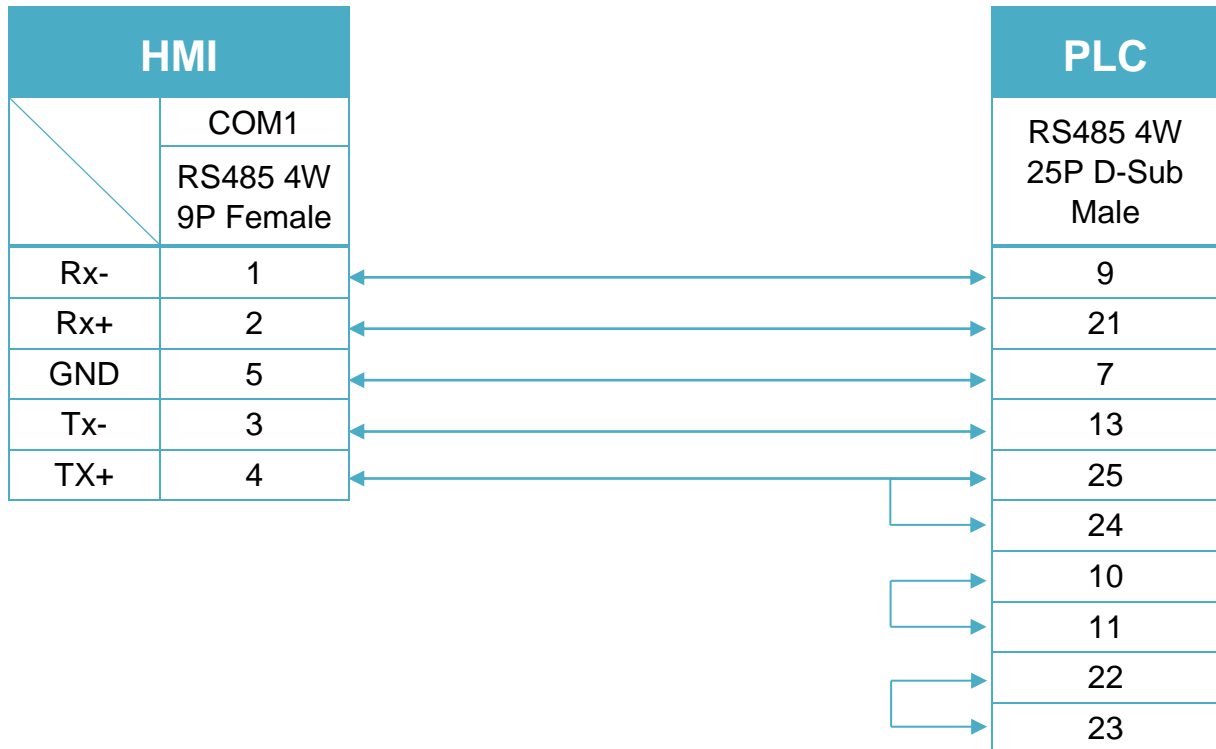 HMI
PLC
COM1
RS485 4W
9P Female
RS485 4W
25P D-Sub
Male
Rx- 1 9
Rx+ 2 21
GND 5 7
Tx- 3 13
TX+ 4 25
24
10
11
22
23